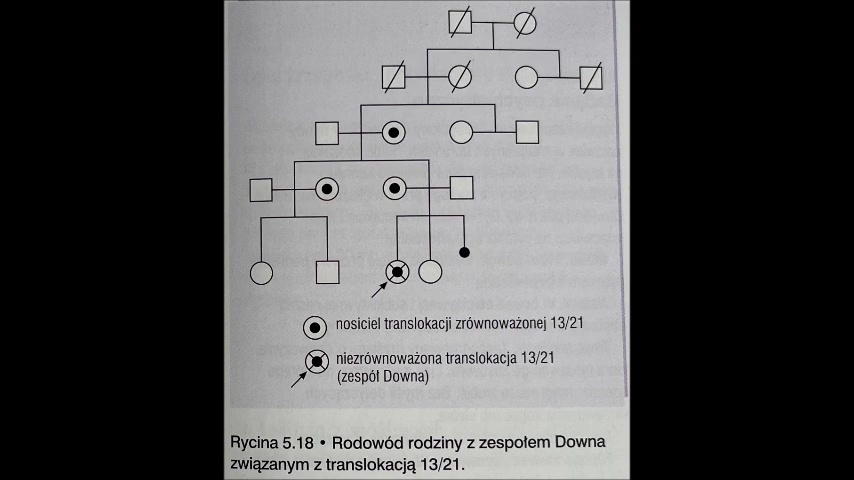 nosiciel translokacji zrównoważonej 13/21
niezrównoważona translokacja 13/21
(zespół Downa)
Rycina 5.18 • Rodowód rodziny z zespołem Downa
związanym z translokacją 13/21.